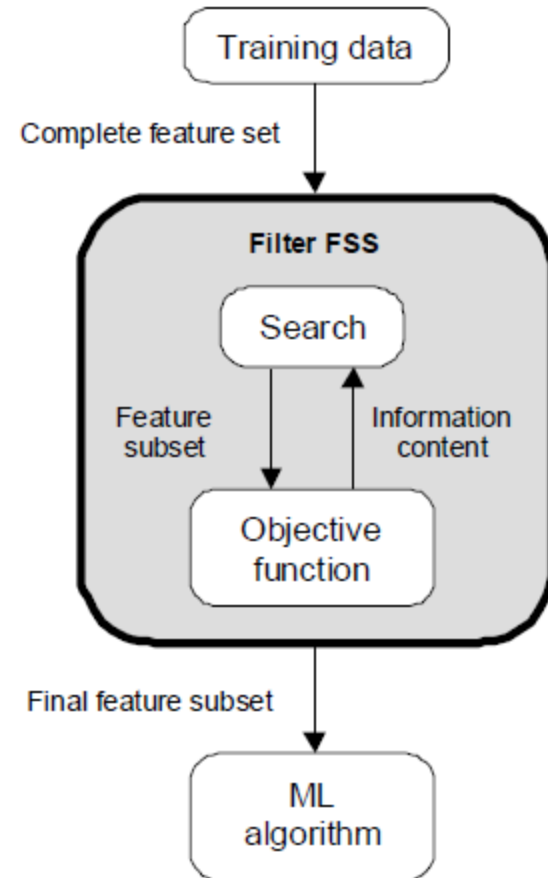 Training data
Complete feature set
Filter FSS
Search
Feature
subset
Information
content
Objective
function
Final feature subset
ML
algorithm